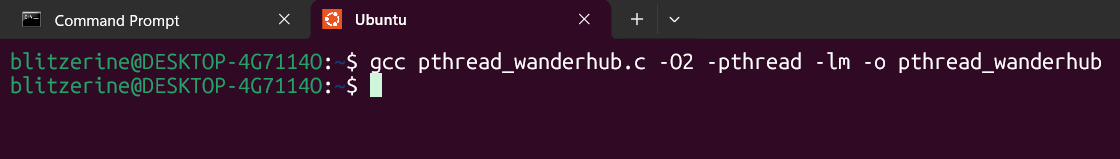 Command Prompt
Ubuntu
blitzerine@DESKTOP-4G7114O:~$ gcc pthread_wanderhub.c -O2 -pthread -lm -o pthread_wanderhub
blitzerine@DESKTOP-4G7114O:~$